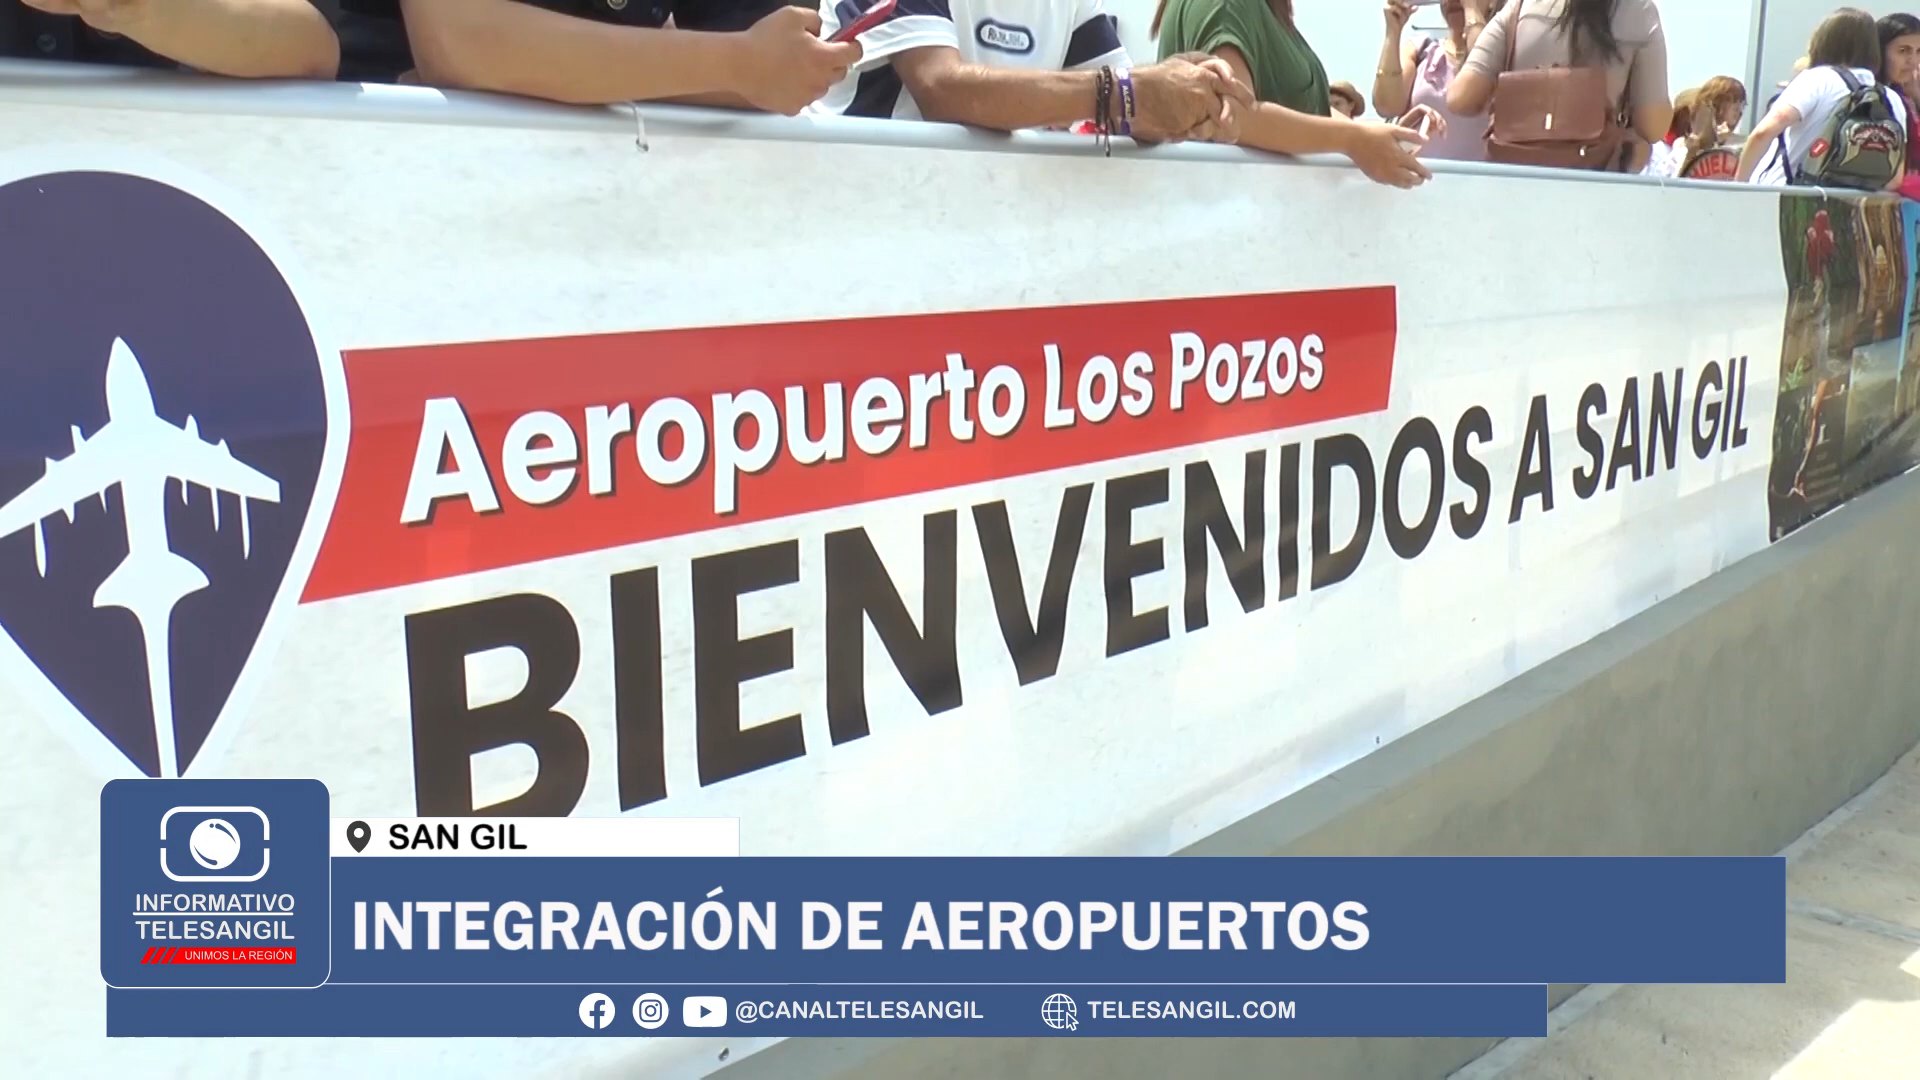 Aeropuerto Los Pozos
BIENVENIDOS A SAN GIL
SAN GIL
INFORMATIVO
TELESANGIL
UNIMOS LA REGIÓN
INTEGRACIÓN DE AEROPUERTOS
@CANALTELESANGIL
TELESANGIL.COM